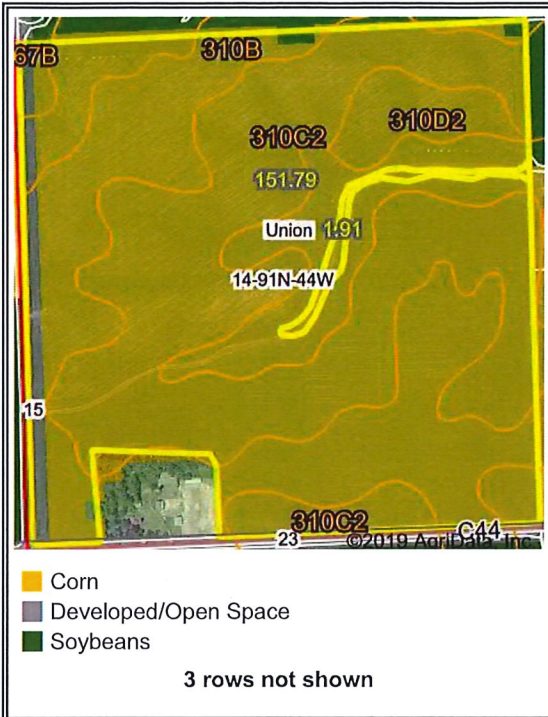 67B
310B
310D2
310C2
151.79
Union 1.91
14-91N-44W
15
310C2
C44
23
©2019 AgriData, Inc.
Corn
Developed/Open Space
Soybeans
3 rows not shown